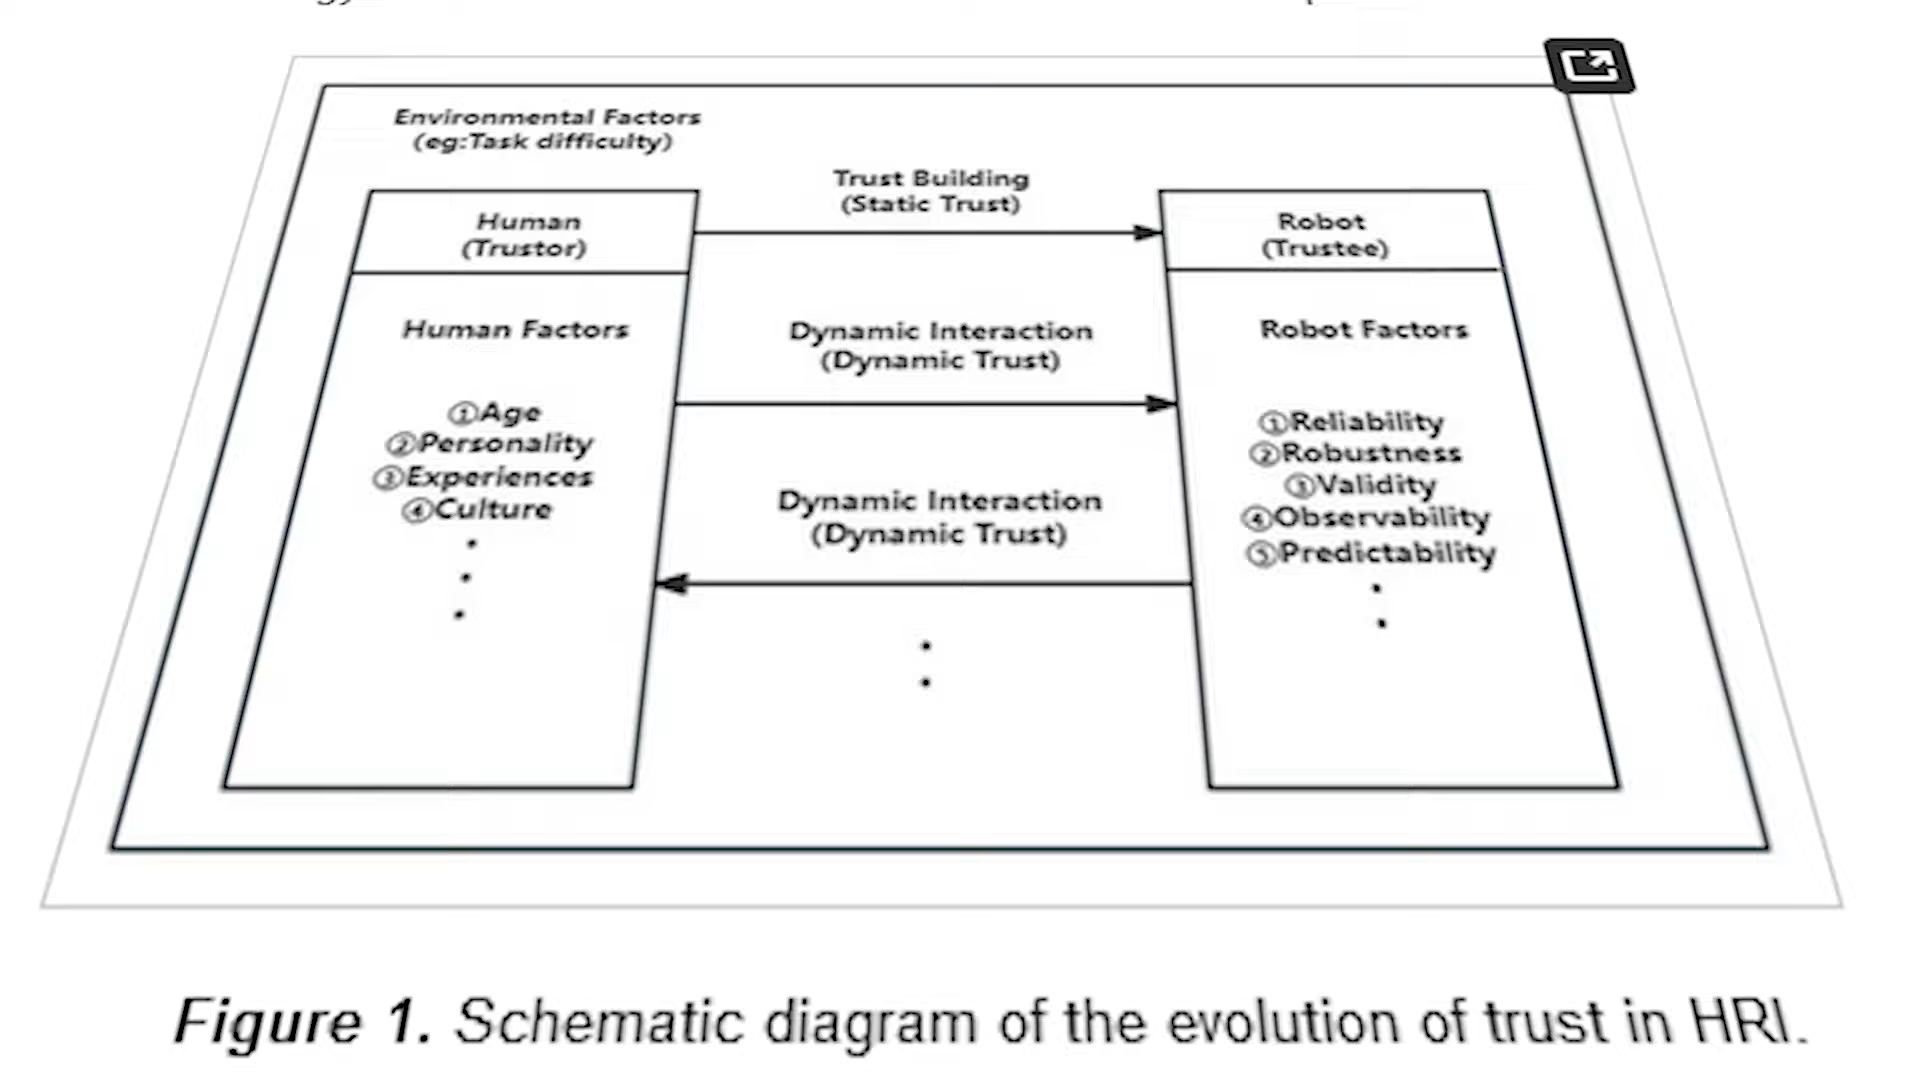 Environmental Factors
(eg:Task difficulty)
Trust Building
(Static Trust)
Human
(Trustor)
Robot
(Trustee)
Human Factors
Dynamic Interaction
(Dynamic Trust)
Robot Factors
①Age
②Personality
③Experiences
④Culture
Dynamic Interaction
(Dynamic Trust)
①Reliability
②Robustness
③Validity
④Observability
⑤Predictability
Figure 1. Schematic diagram of the evolution of trust in HRI.